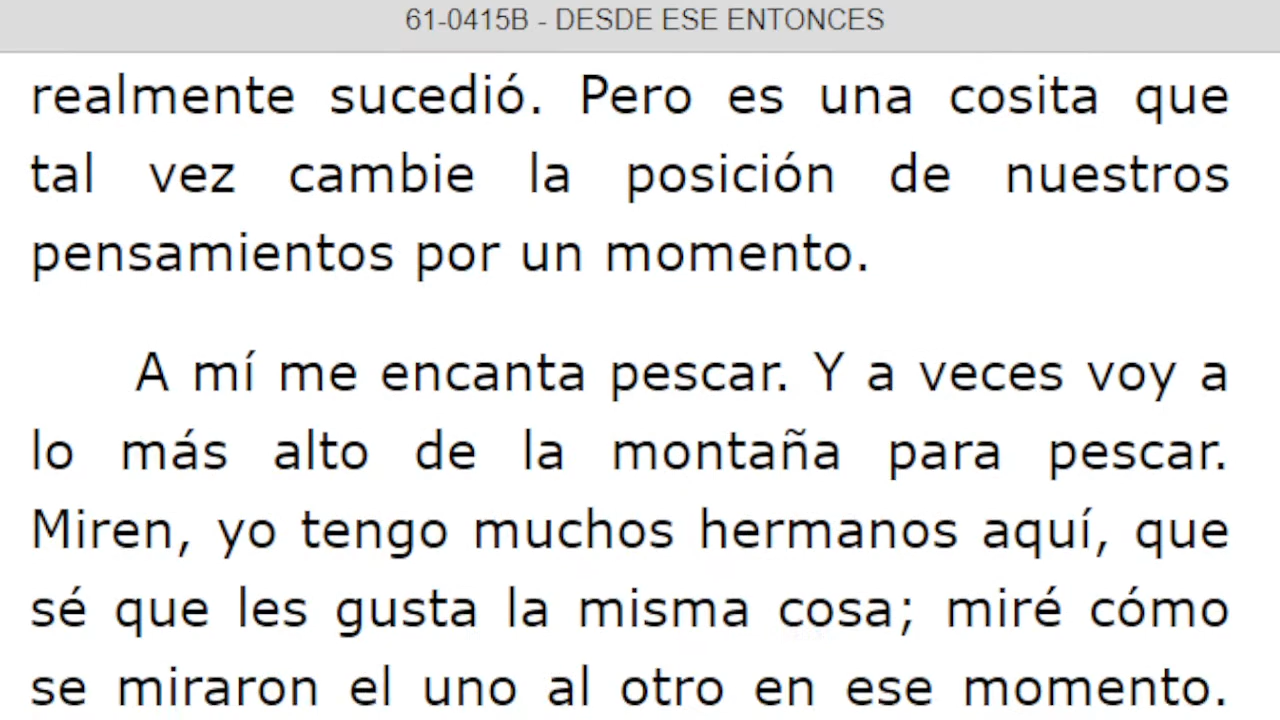 61-0415B - DESDE ESE ENTONCES
realmente sucedió. Pero es una cosita que
tal vez cambie la posición de nuestros
pensamientos por un momento.
A mí me encanta pescar. Y a veces voy a
lo más alto de la montaña para pescar.
Miren, yo tengo muchos hermanos aquí, que
sé que les gusta la misma cosa; miré cómo
se miraron el uno al otro en ese momento.